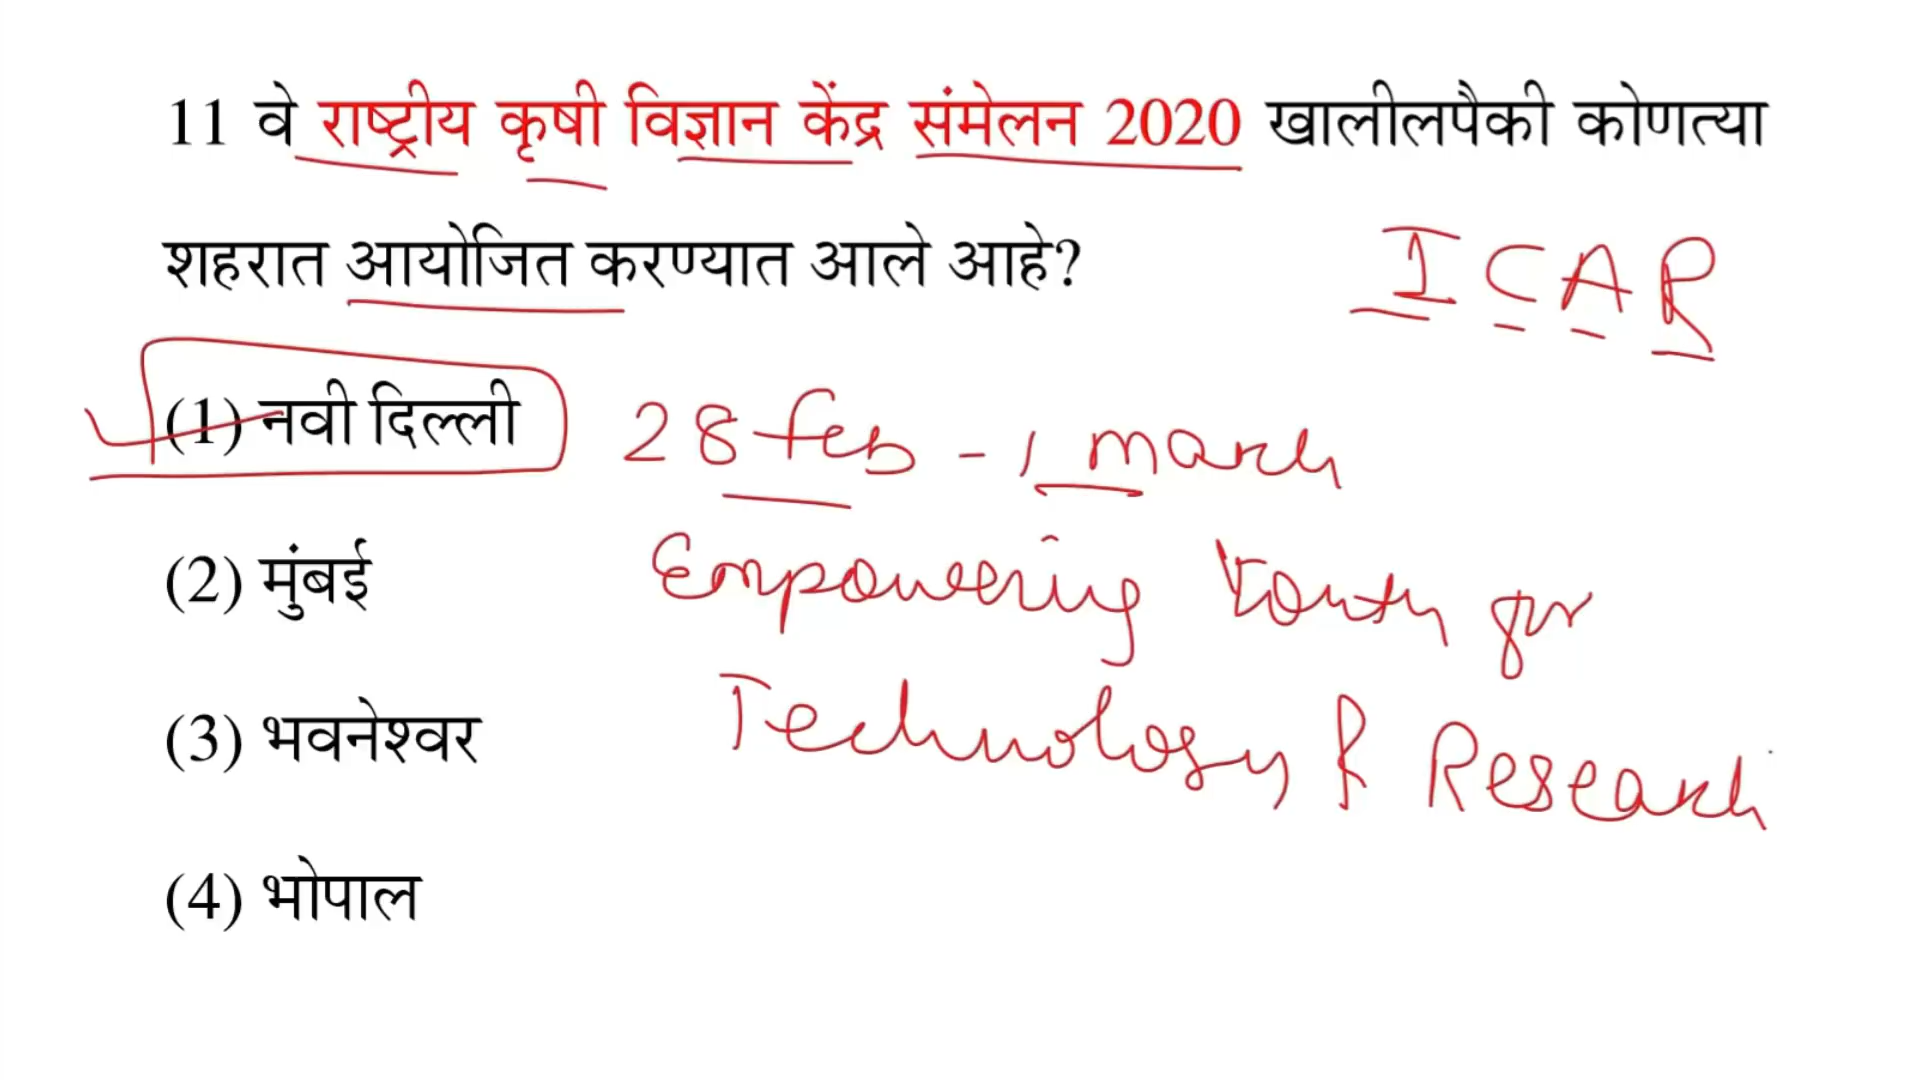 11 वे राष्ट्रीय कृषी विज्ञान केंद्र संमेलन 2020 खालीलपैकी कोणत्या
शहरात आयोजित करण्यात आले आहे?
ICAR
(1) नवी दिल्ली
28 feb - 1 march
(2) मुंबई
Empowering Youth for
(3) भवनेश्वर
Technology & Research
(4) भोपाल